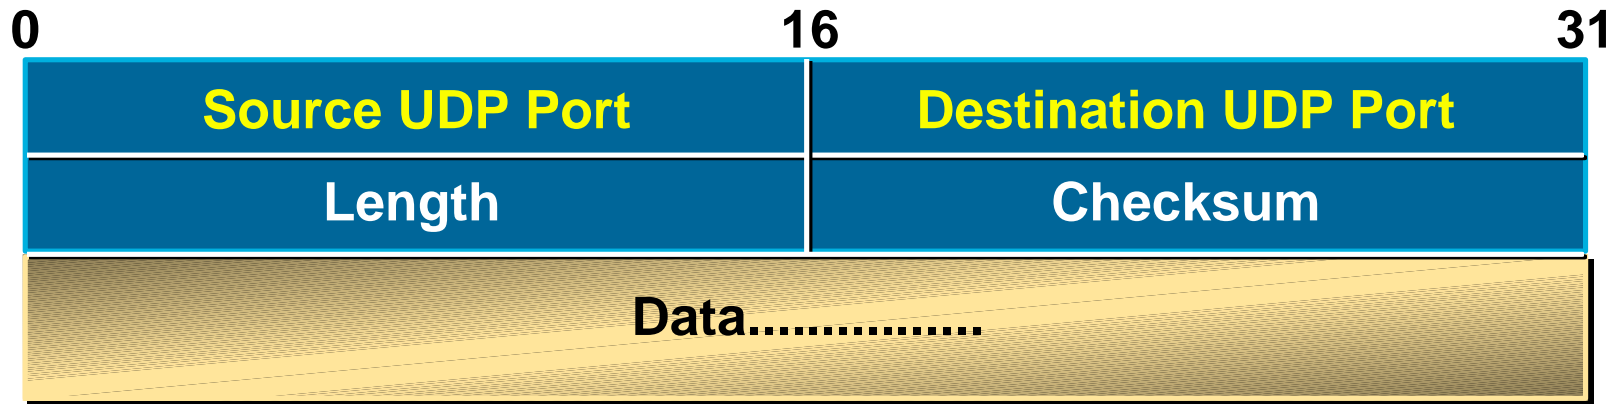 0 16 31
Source UDP Port Destination UDP Port
Length Checksum
Data................